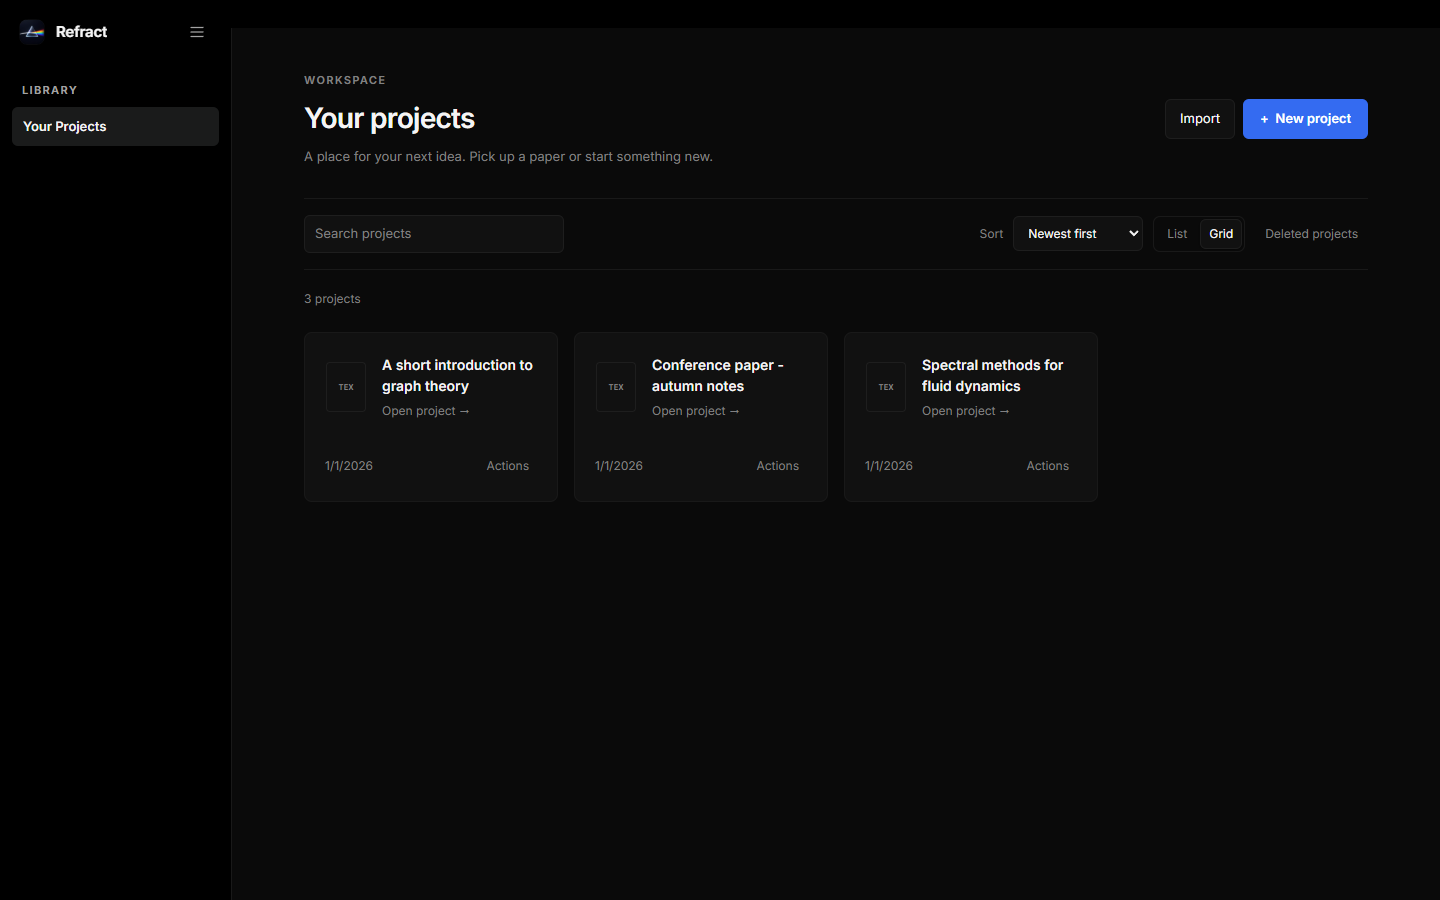 Refract
LIBRARY
Your Projects
WORKSPACE
Your projects
A place for your next idea. Pick up a paper or start something new.
Import
+ New project
Search projects
Sort
Newest first
List
Grid
Deleted projects
3 projects
TEX
A short introduction to
graph theory
Open project →
1/1/2026
Actions
TEX
Conference paper -
autumn notes
Open project →
1/1/2026
Actions
TEX
Spectral methods for
fluid dynamics
Open project →
1/1/2026
Actions